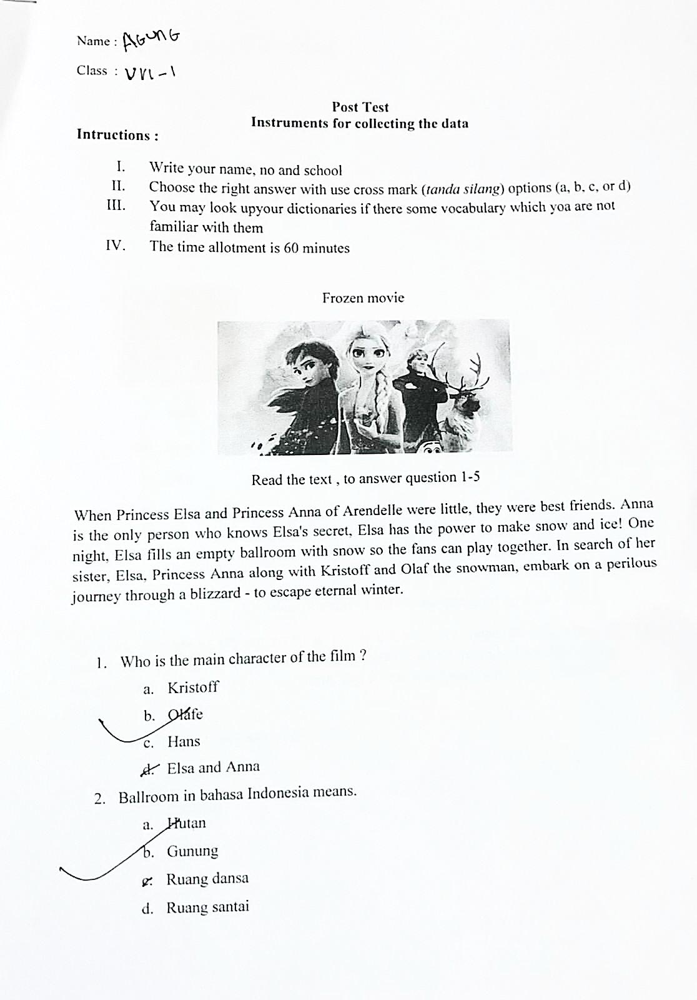 Name : AGUNG
Class : VII-1
Post Test
Instruments for collecting the data
Intructions :
I. Write your name, no and school
II. Choose the right answer with use cross mark (tanda silang) options (a, b, c, or d)
III. You may look upyour dictionaries if there some vocabulary which yoa are not
familiar with them
IV. The time allotment is 60 minutes
Frozen movie
Read the text , to answer question 1-5
When Princess Elsa and Princess Anna of Arendelle were little, they were best friends. Anna
is the only person who knows Elsa's secret, Elsa has the power to make snow and ice! One
night, Elsa fills an empty ballroom with snow so the fans can play together. In search of her
sister, Elsa, Princess Anna along with Kristoff and Olaf the snowman, embark on a perilous
journey through a blizzard - to escape eternal winter.
1. Who is the main character of the film ?
a. Kristoff
b. Olafe
c. Hans
d. Elsa and Anna
2. Ballroom in bahasa Indonesia means.
a. Hutan
b. Gunung
c. Ruang dansa
d. Ruang santai